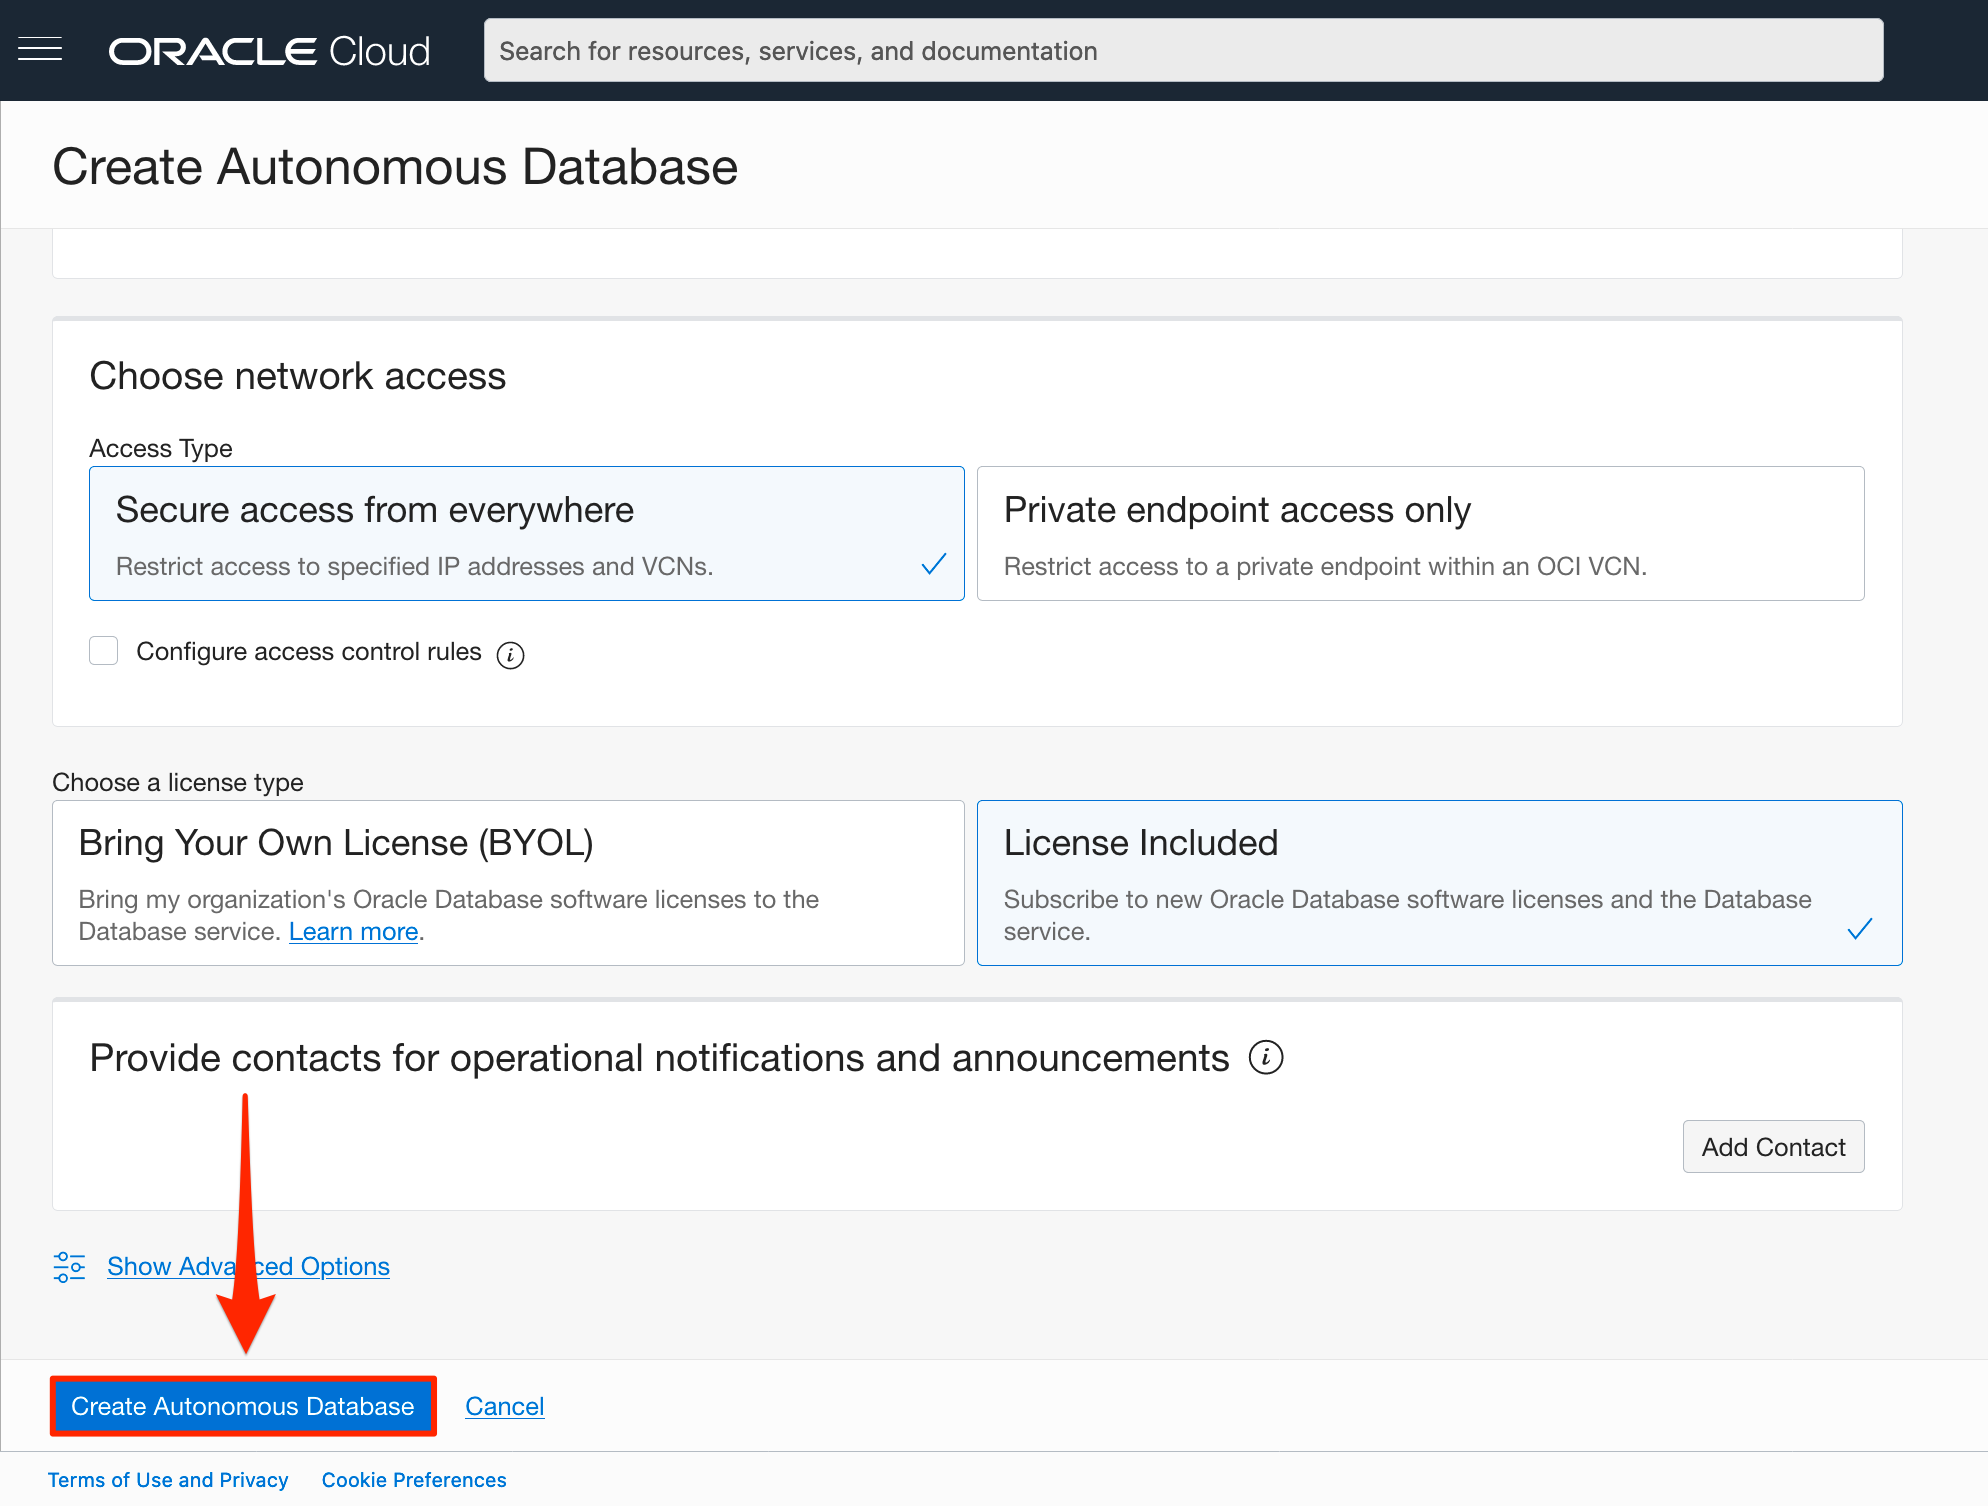 ORACLE Cloud
Search for resources, services, and documentation
Create Autonomous Database
Choose network access
Access Type
Secure access from everywhere
Restrict access to specified IP addresses and VCNs.
Private endpoint access only
Restrict access to a private endpoint within an OCI VCN.
Configure access control rules
Choose a license type
Bring Your Own License (BYOL)
Bring my organization's Oracle Database software licenses to the
Database service. Learn more.
License Included
Subscribe to new Oracle Database software licenses and the Database
service.
Provide contacts for operational notifications and announcements
Add Contact
Show Advanced Options
Create Autonomous Database
Cancel
Terms of Use and Privacy
Cookie Preferences